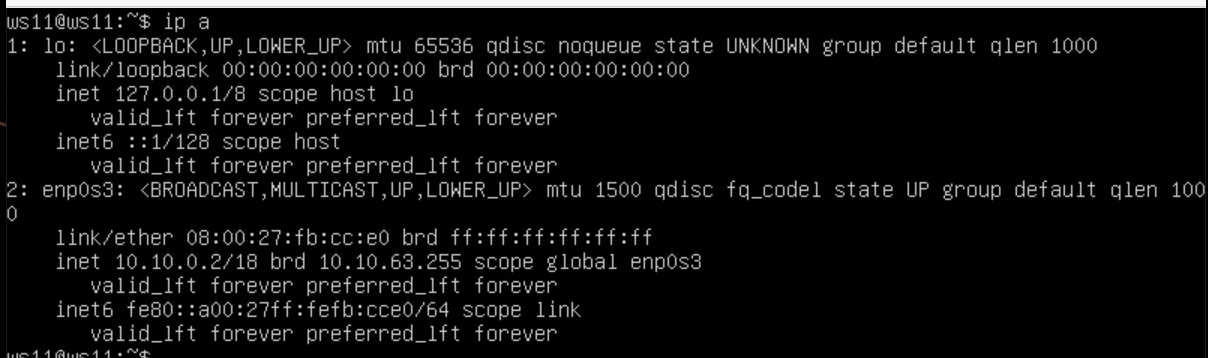 ws11@ws11:~$ ip a
1: lo: <LOOPBACK,UP,LOWER_UP> mtu 65536 qdisc noqueue state UNKNOWN group default qlen 1000
    link/loopback 00:00:00:00:00:00 brd 00:00:00:00:00:00
    inet 127.0.0.1/8 scope host lo
       valid_lft forever preferred_lft forever
    inet6 ::1/128 scope host
       valid_lft forever preferred_lft forever
2: enp0s3: <BROADCAST,MULTICAST,UP,LOWER_UP> mtu 1500 qdisc fq_codel state UP group default qlen 100
0
    link/ether 08:00:27:fb:cc:e0 brd ff:ff:ff:ff:ff:ff
    inet 10.10.0.2/18 brd 10.10.63.255 scope global enp0s3
       valid_lft forever preferred_lft forever
    inet6 fe80::a00:27ff:fefb:cce0/64 scope link
       valid_lft forever preferred_lft forever
ws11@ws11:~$